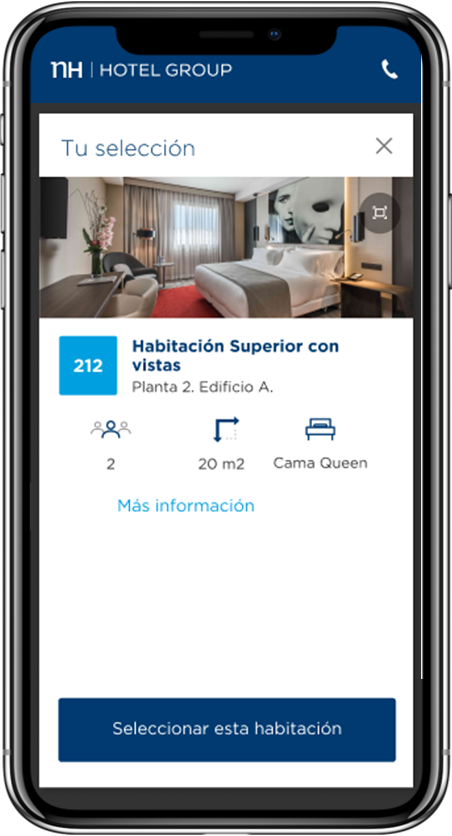 nH | HOTEL GROUP
Tu selección
212
Habitación Superior con
vistas
Planta 2. Edificio A.
2
20 m2
Cama Queen
Más información
Seleccionar esta habitación